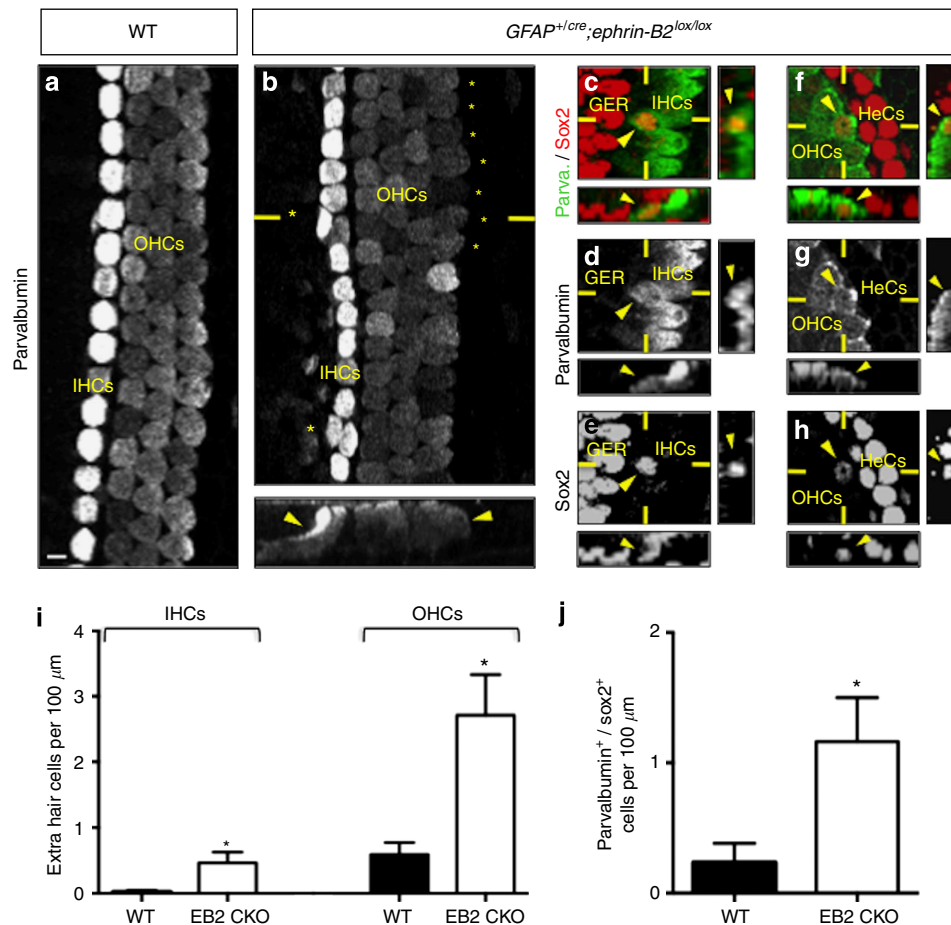 WT
GFAP+/cre;ephrin-B2lox/lox
Parvalbumin
a
OHCs
IHCs
b
*
*
*
*
*
*
*
*
OHCs
IHCs
*
Parva. / Sox2
c
GER
IHCs
f
HeCs
OHCs
Parvalbumin
d
GER
IHCs
g
HeCs
OHCs
Sox2
e
GER
IHCs
h
HeCs
OHCs
i
IHCs
OHCs
Extra hair cells per 100 μm
4
3
2
1
0
*
*
WT
EB2 CKO
WT
EB2 CKO
j
Parvalbumin+ / sox2+
cells per 100 μm
2
1
0
*
WT
EB2 CKO